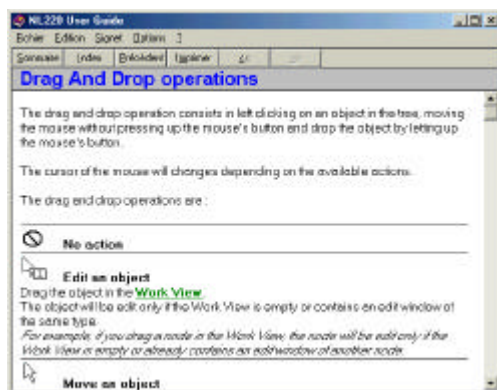 NIL220 User Guide
Fichier Edition Signet Options ?
Sommaire Index Précédent Imprimer << >>
Drag And Drop operations
The drag and drop operation consists in left clicking on an object in the tree, moving
the mouse without pressing up the mouse's button and drop the object by letting up
the mouse's button.
The cursor of the mouse will changes depending on the available actions.
The drag and drop operations are :
No action
Edit an object
Drag the object in the Work View.
The object will be edit only if the Work View is empty or contains an edit window of
the same type.
For example, if you drag a node in the Work View, the node will be edit only if the
Work View is empty or already contains an edit window of another node.
Move an object